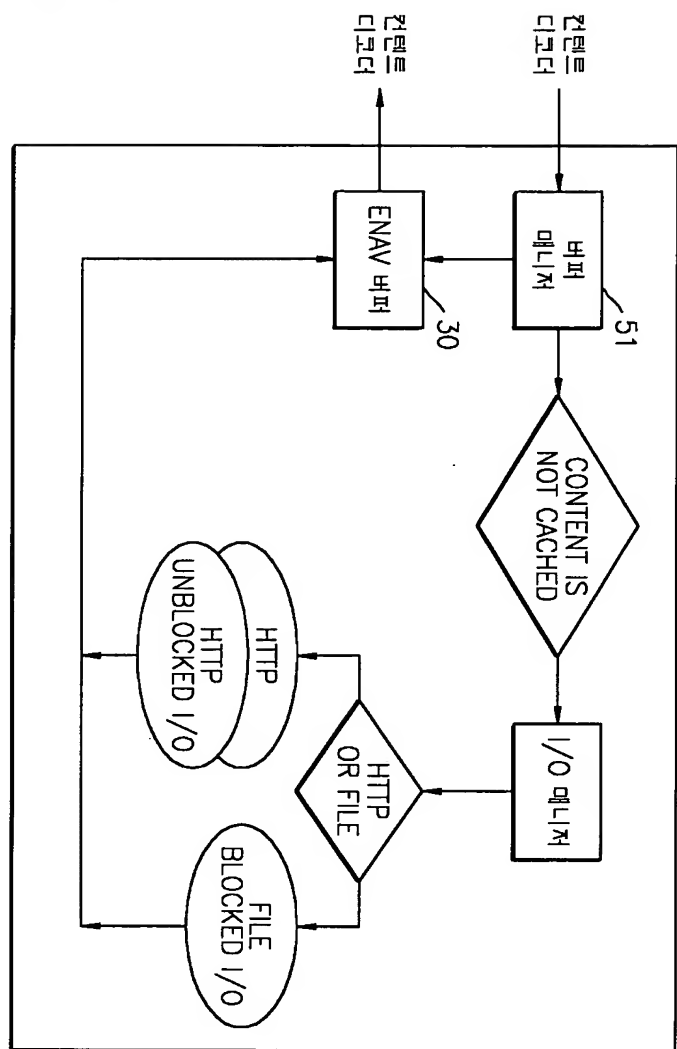 컨텐트
디코더
버퍼
매니저
51
CONTENT IS
NOT CACHED
I/O 매니저
HTTP
OR FILE
HTTP
HTTP
UNBLOCKED I/O
FILE
BLOCKED I/O
컨텐트
디코더
ENAV 버퍼
30